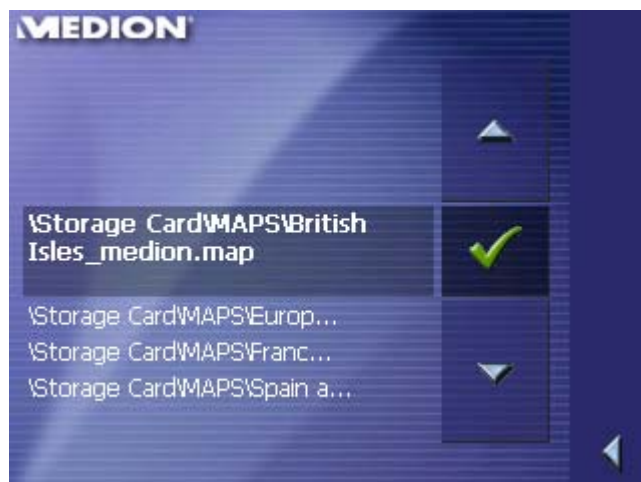 MEDION
\Storage Card\MAPS\British
Isles_medion.map
\Storage Card\MAPS\Europ...
\Storage Card\MAPS\Franc...
\Storage Card\MAPS\Spain a...